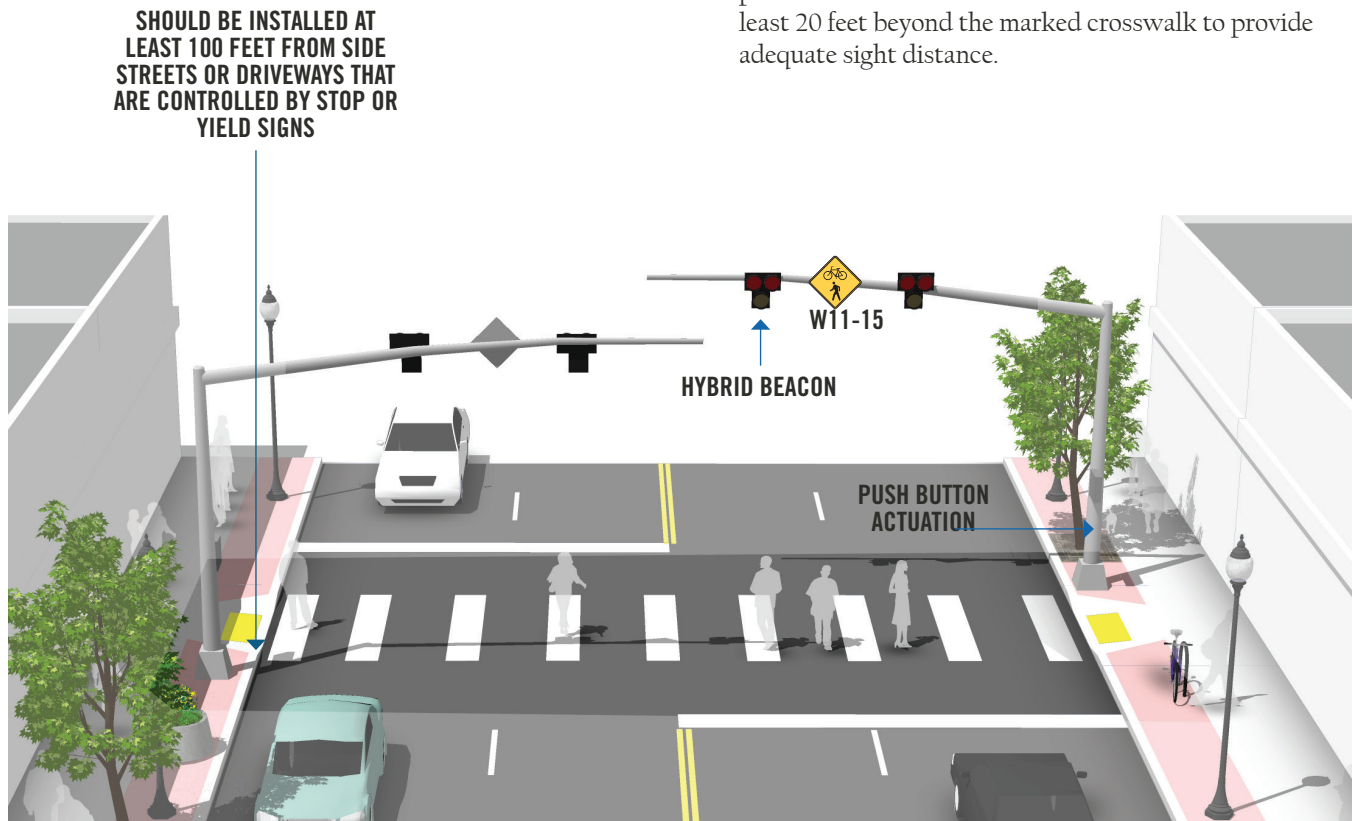 SHOULD BE INSTALLED AT
LEAST 100 FEET FROM SIDE
STREETS OR DRIVEWAYS THAT
ARE CONTROLLED BY STOP OR
YIELD SIGNS
least 20 feet beyond the marked crosswalk to provide
adequate sight distance.
W11-15
HYBRID BEACON
PUSH BUTTON
ACTUATION